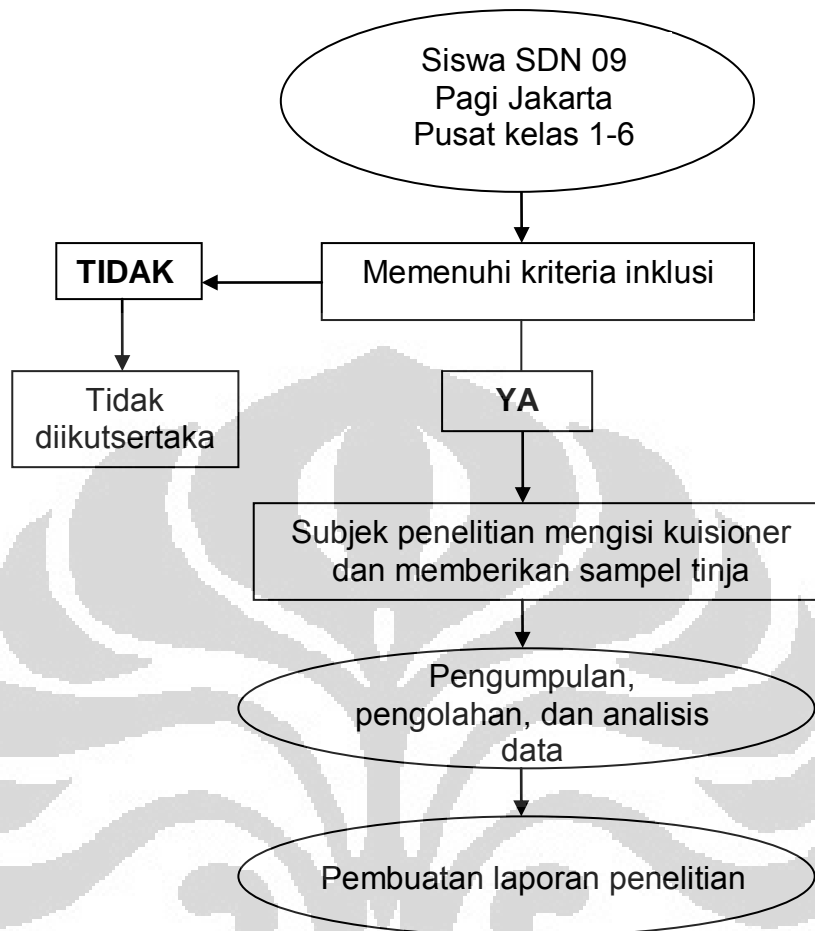 Siswa SDN 09
Pagi Jakarta
Pusat kelas 1-6
TIDAK
Memenuhi kriteria inklusi
Tidak
diikutsertaka
YA
Subjek penelitian mengisi kuisioner
dan memberikan sampel tinja
Pengumpulan,
pengolahan, dan analisis
data
Pembuatan laporan penelitian